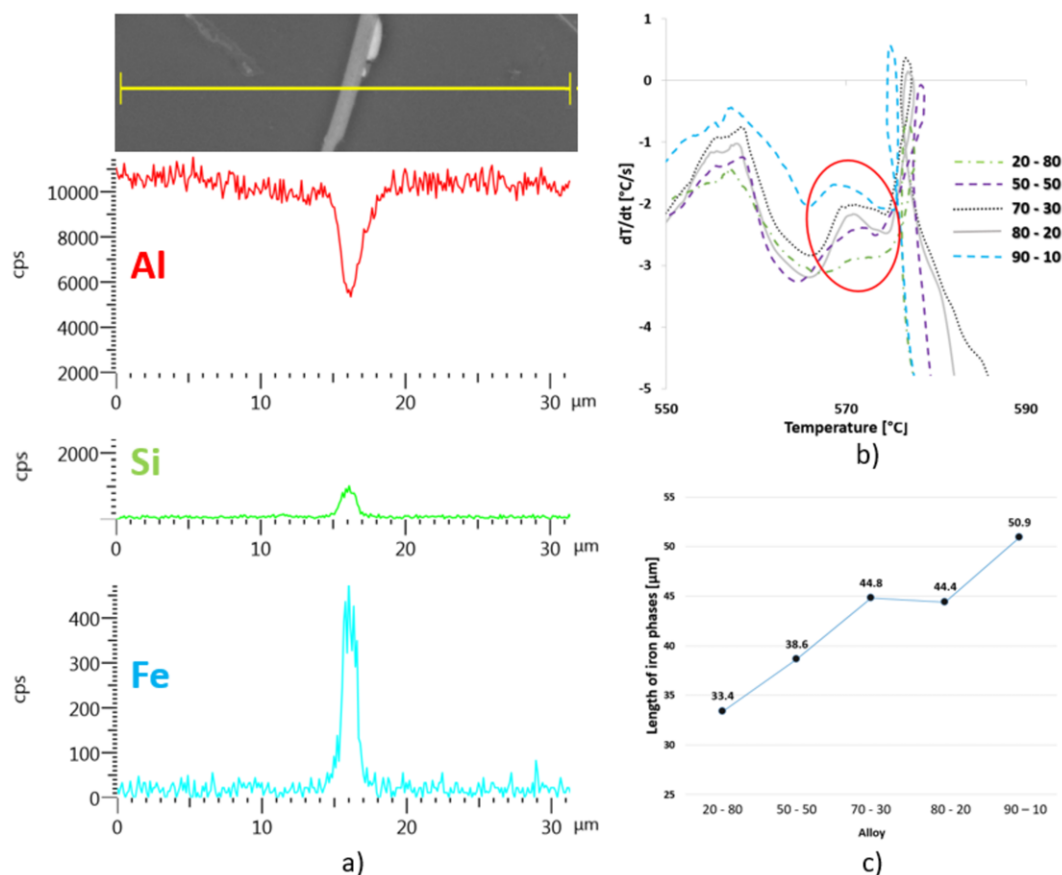 10000
8000
6000
4000
2000
cps
Al
0 10 20 30 µm
2000
cps
Si
0 10 20 30 µm
400
300
200
100
0
cps
Fe
0 10 20 30 µm
a)
1
0
-1
-2
-3
-4
-5
dT/dt [°C/s]
550 570 590
Temperature [°C]
20 - 80
50 - 50
70 - 30
80 - 20
90 - 10
b)
55
50
45
40
35
30
25
Length of iron phases [µm]
33.4
38.6
44.8
44.4
50.9
20 - 80 50 - 50 70 - 30 80 - 20 90 - 10
Alloy
c)